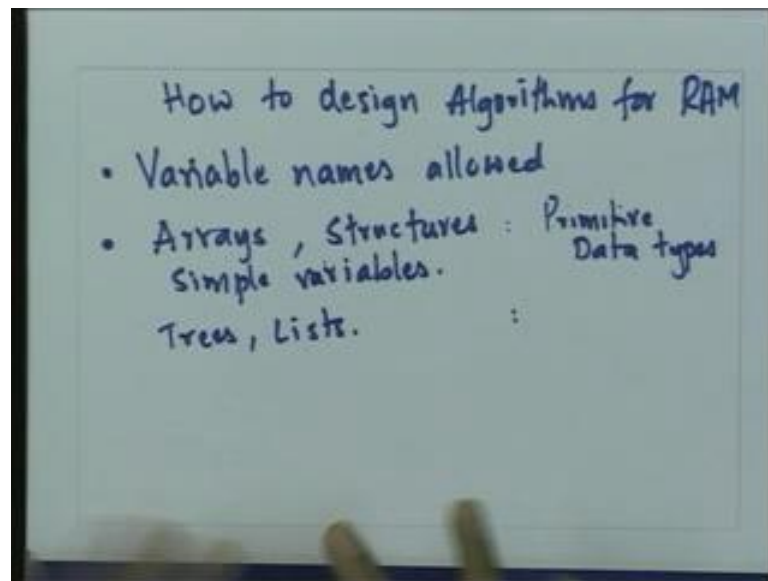 How to design Algorithms for RAM
• Variable names allowed
• Arrays, Structures : Primitive
Simple variables. Data types
Trees, Lists. :